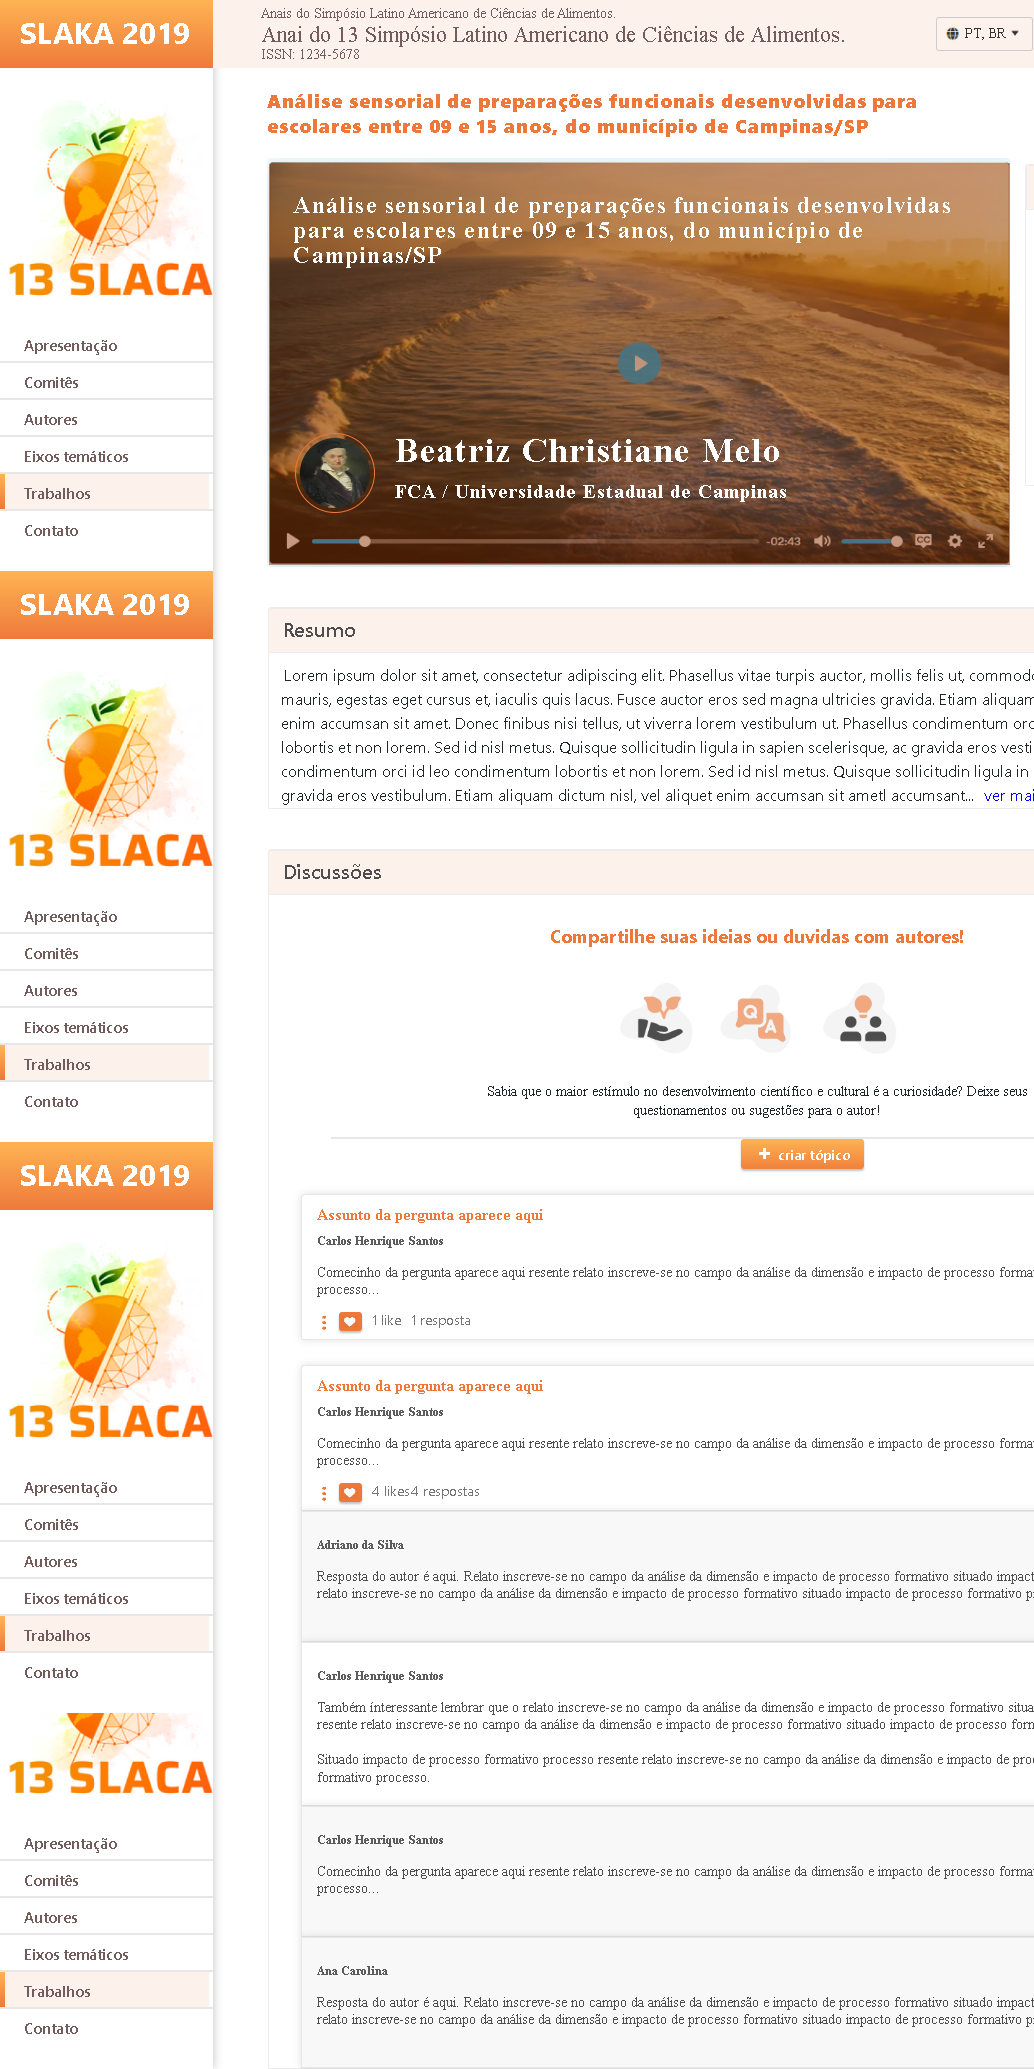 SLAKA 2019
13 SLACA
Apresentação
Comitês
Autores
Eixos temáticos
Trabalhos
Contato
SLAKA 2019
13 SLACA
Apresentação
Comitês
Autores
Eixos temáticos
Trabalhos
Contato
SLAKA 2019
13 SLACA
Apresentação
Comitês
Autores
Eixos temáticos
Trabalhos
Contato
13 SLACA
Apresentação
Comitês
Autores
Eixos temáticos
Trabalhos
Contato
Anais do Simpósio Latino Americano de Ciências de Alimentos.
Anai do 13 Simpósio Latino Americano de Ciências de Alimentos.
ISSN: 1234-5678
PT, BR
Análise sensorial de preparações funcionais desenvolvidas para
escolares entre 09 e 15 anos, do município de Campinas/SP
Análise sensorial de preparações funcionais desenvolvidas
para escolares entre 09 e 15 anos, do município de
Campinas/SP
Beatriz Christiane Melo
FCA / Universidade Estadual de Campinas
-02:43
CC
Resumo
Lorem ipsum dolor sit amet, consectetur adipiscing elit. Phasellus vitae turpis auctor, mollis felis ut, commodo
mauris, egestas eget cursus et, iaculis quis lacus. Fusce auctor eros sed magna ultricies gravida. Etiam aliquam
enim accumsan sit amet. Donec finibus nisi tellus, ut viverra lorem vestibulum ut. Phasellus condimentum orc
lobortis et non lorem. Sed id nisl metus. Quisque sollicitudin ligula in sapien scelerisque, ac gravida eros vesti
condimentum orci id leo condimentum lobortis et non lorem. Sed id nisl metus. Quisque sollicitudin ligula in
gravida eros vestibulum. Etiam aliquam dictum nisl, vel aliquet enim accumsan sit ametl accumsant... ver mai
Discussões
Compartilhe suas ideias ou duvidas com autores!
Q A
Sabia que o maior estímulo no desenvolvimento científico e cultural é a curiosidade? Deixe seus
questionamentos ou sugestões para o autor!
+ criar tópico
Assunto da pergunta aparece aqui
Carlos Henrique Santos
Comecinho da pergunta aparece aqui resente relato inscreve-se no campo da análise da dimensão e impacto de processo forma
processo...
1 like 1 resposta
Assunto da pergunta aparece aqui
Carlos Henrique Santos
Comecinho da pergunta aparece aqui resente relato inscreve-se no campo da análise da dimensão e impacto de processo forma
processo...
4 likes4 respostas
Adriano da Silva
Resposta do autor é aqui. Relato inscreve-se no campo da análise da dimensão e impacto de processo formativo situado impact
relato inscreve-se no campo da análise da dimensão e impacto de processo formativo situado impacto de processo formativo p
Carlos Henrique Santos
Também ínteressante lembrar que o relato inscreve-se no campo da análise da dimensão e impacto de processo formativo situa
resente relato inscreve-se no campo da análise da dimensão e impacto de processo formativo situado impacto de processo form
Situado impacto de processo formativo processo resente relato inscreve-se no campo da análise da dimensão e impacto de pro
formativo processo.
Carlos Henrique Santos
Comecinho da pergunta aparece aqui resente relato inscreve-se no campo da análise da dimensão e impacto de processo forma
processo...
Ana Carolina
Resposta do autor é aqui. Relato inscreve-se no campo da análise da dimensão e impacto de processo formativo situado impact
relato inscreve-se no campo da análise da dimensão e impacto de processo formativo situado impacto de processo formativo p